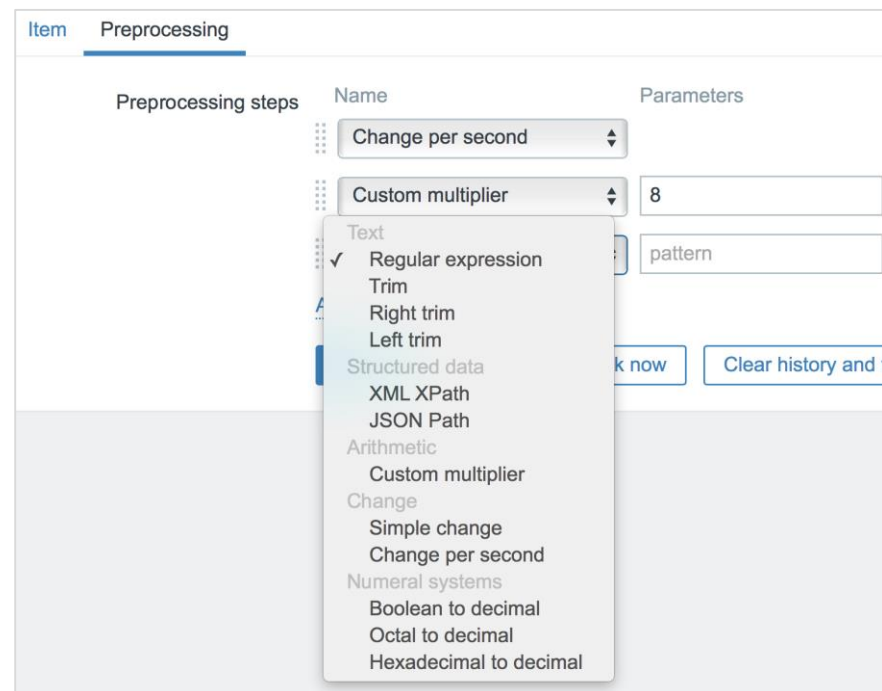 Item Preprocessing
Preprocessing steps Name Parameters
Change per second
Custom multiplier 8
Text
✓ Regular expression pattern
Trim
Right trim
Left trim
Structured data
k now Clear history and
XML XPath
JSON Path
Arithmetic
Custom multiplier
Change
Simple change
Change per second
Numeral systems
Boolean to decimal
Octal to decimal
Hexadecimal to decimal